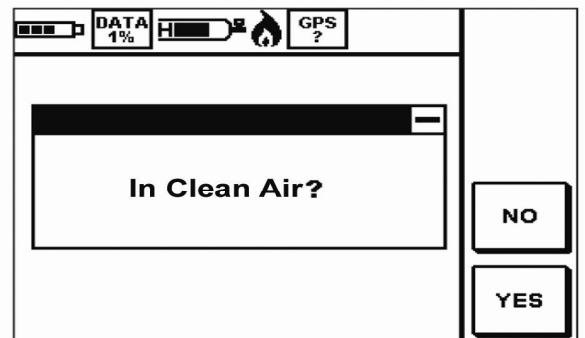 DATA
1%
H
GPS
?
In Clean Air?
NO
YES